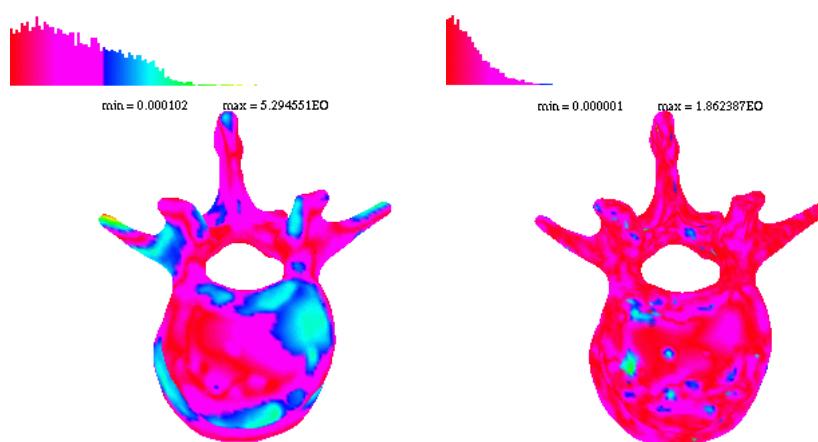 min = 0.000102 max = 5.294551EO
min = 0.000001 max = 1.862387EO